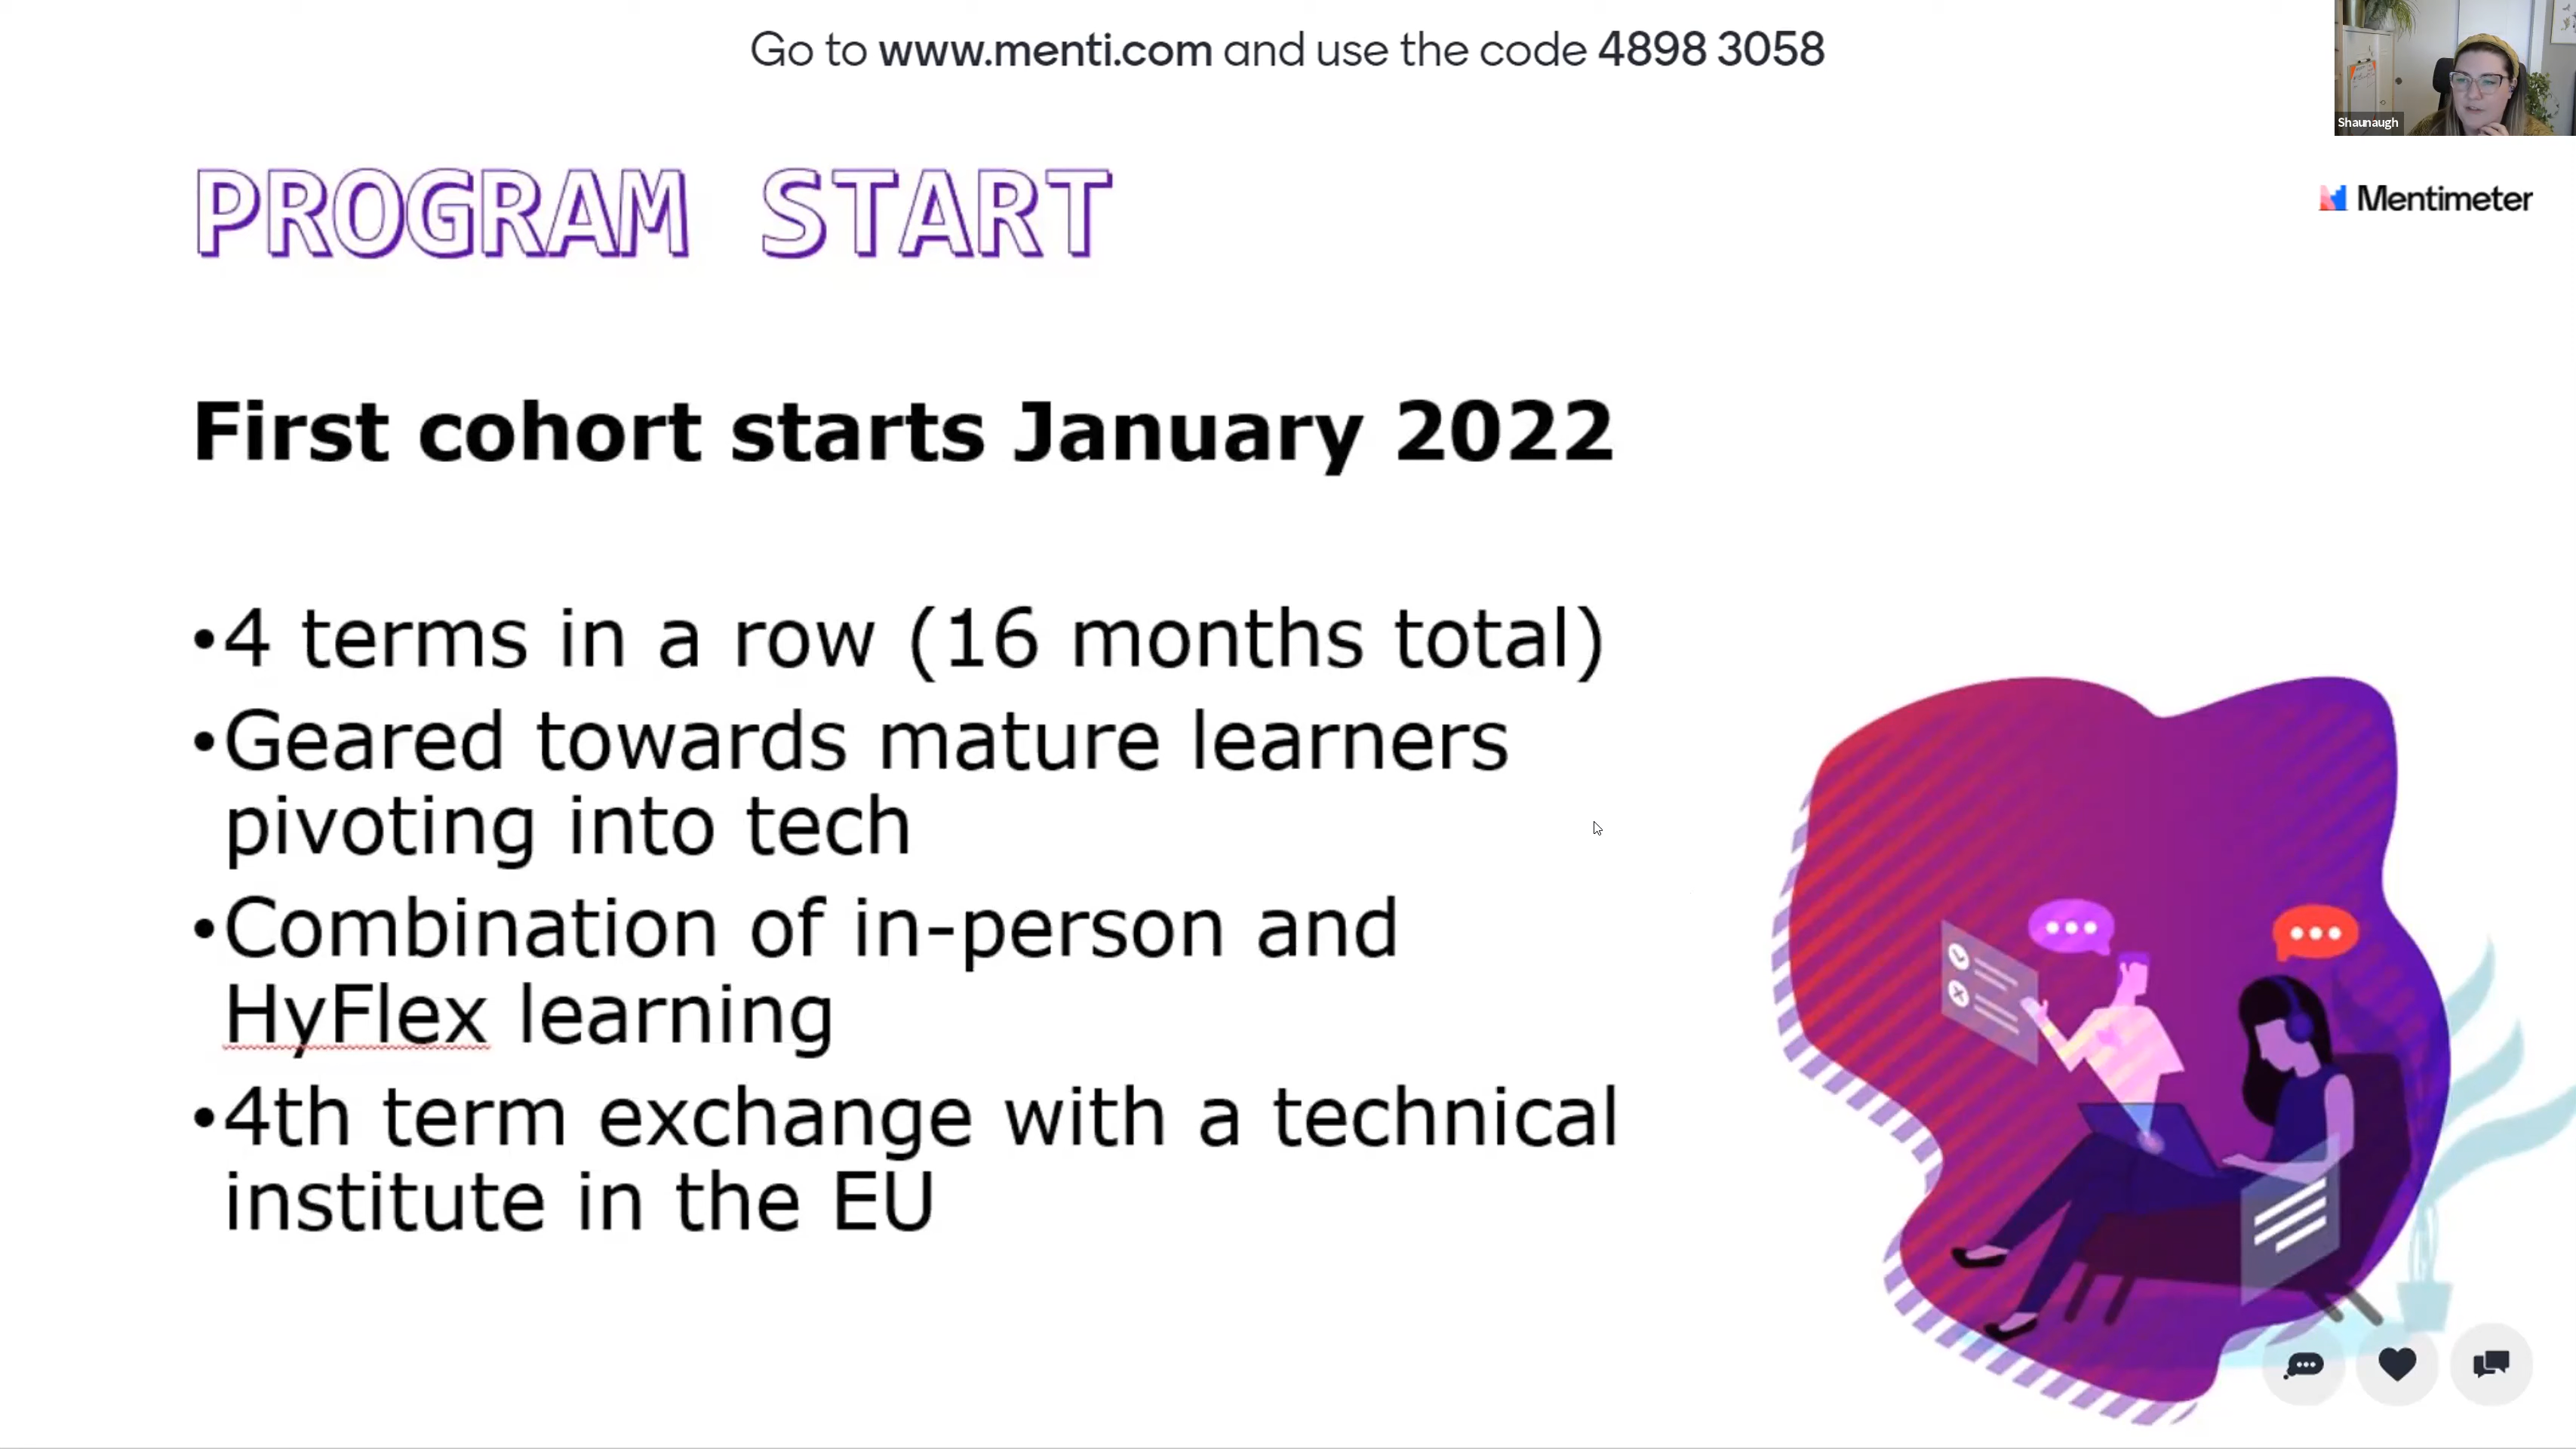 Go to www.menti.com and use the code 4898 3058
Shaunaugh
Mentimeter
PROGRAM START
First cohort starts January 2022
•4 terms in a row (16 months total)
•Geared towards mature learners
pivoting into tech
•Combination of in-person and
HyFlex learning
•4th term exchange with a technical
institute in the EU